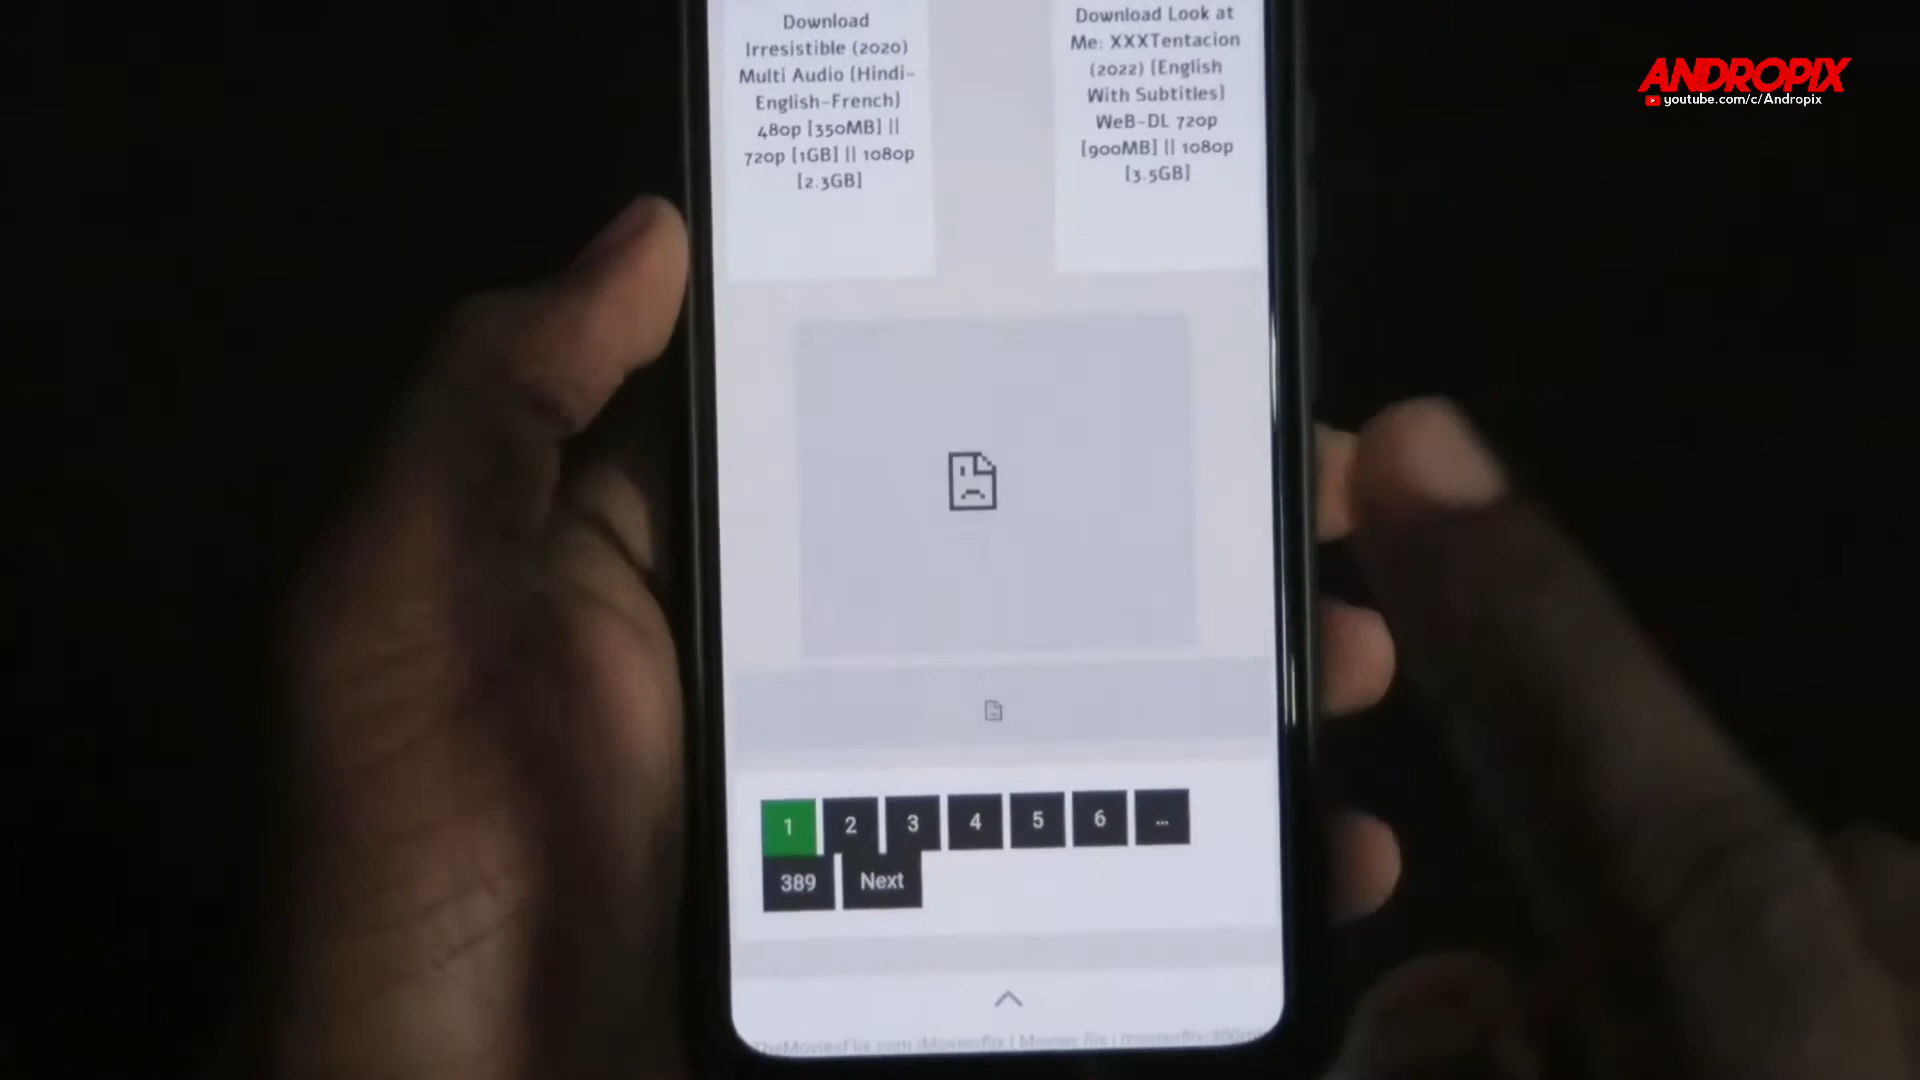 Download
Irresistible (2020)
Multi Audio [Hindi-
English-French]
480p [350MB] ||
720p [1GB] || 1080p
[2.3GB]
Download Look at
Me: XXXTentacion
(2022) [English
With Subtitles]
WeB-DL 720p
[900MB] || 1080p
[3.5GB]
ANDROPIX
youtube.com/c/Andropix
1 2 3 4 5 6 ...
389 Next
TheMoviesFlix.com